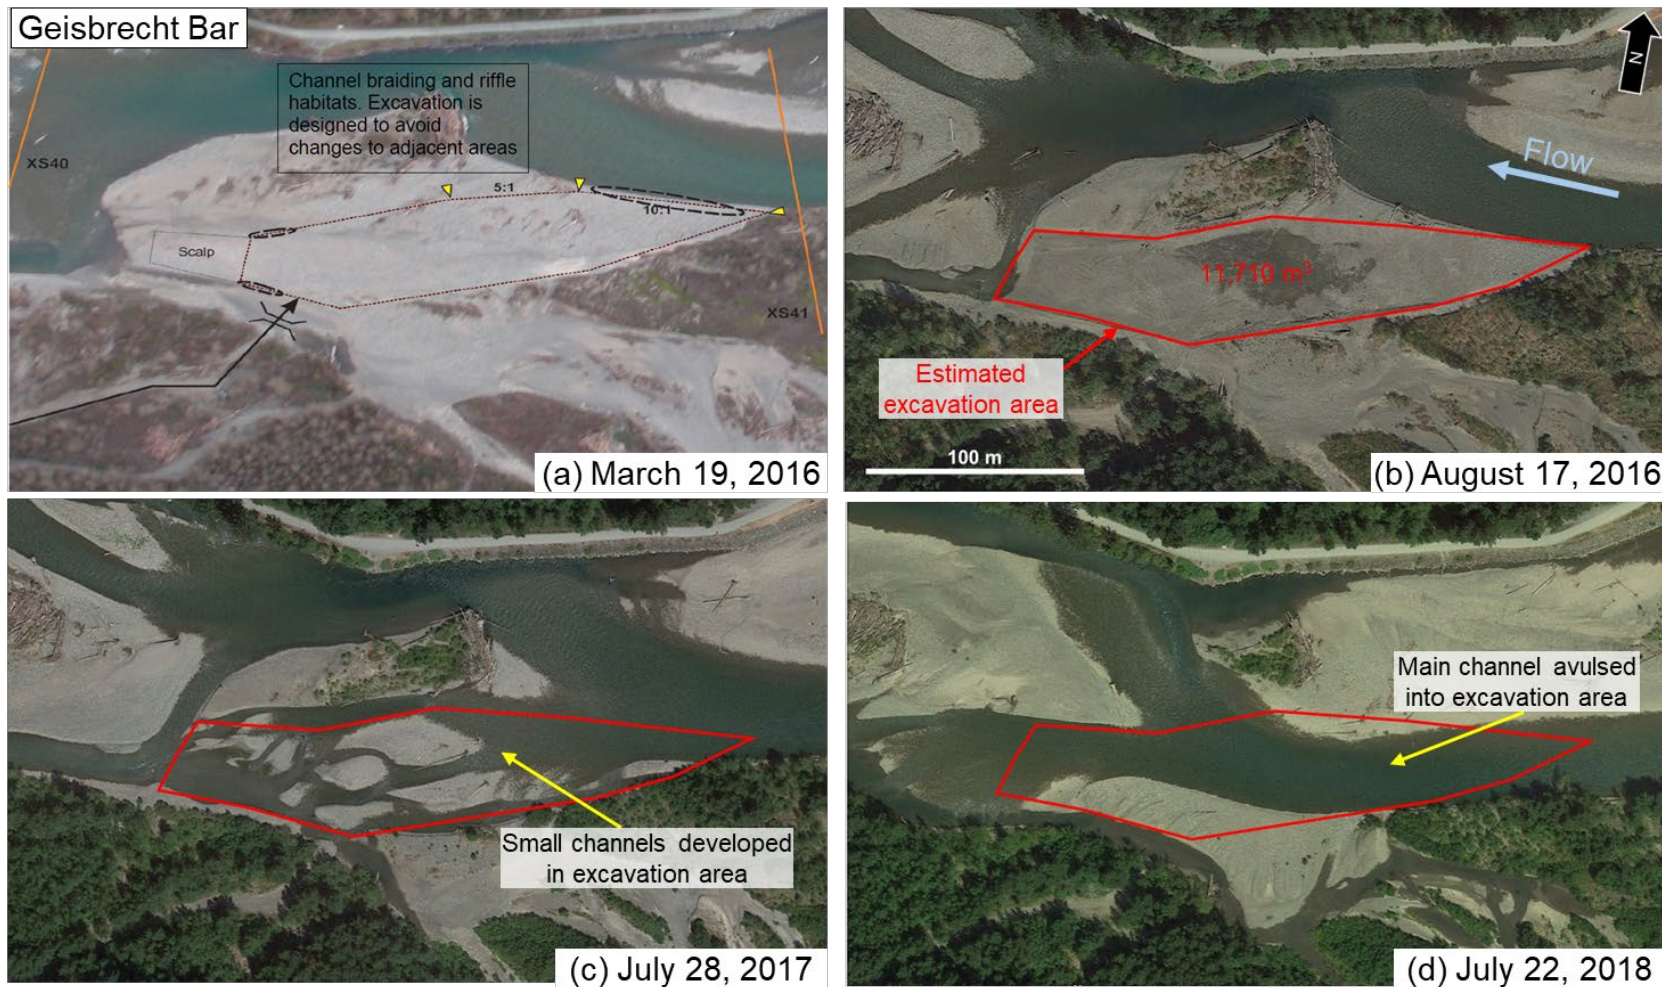 Geisbrecht Bar
Channel braiding and riffle
habitats. Excavation is
designed to avoid
changes to adjacent areas
XS40
5:1
10:1
Scalp
XS41
(a) March 19, 2016
N
Flow
11,710 m³
Estimated
excavation area
100 m
(b) August 17, 2016
Small channels developed
in excavation area
(c) July 28, 2017
Main channel avulsed
into excavation area
(d) July 22, 2018